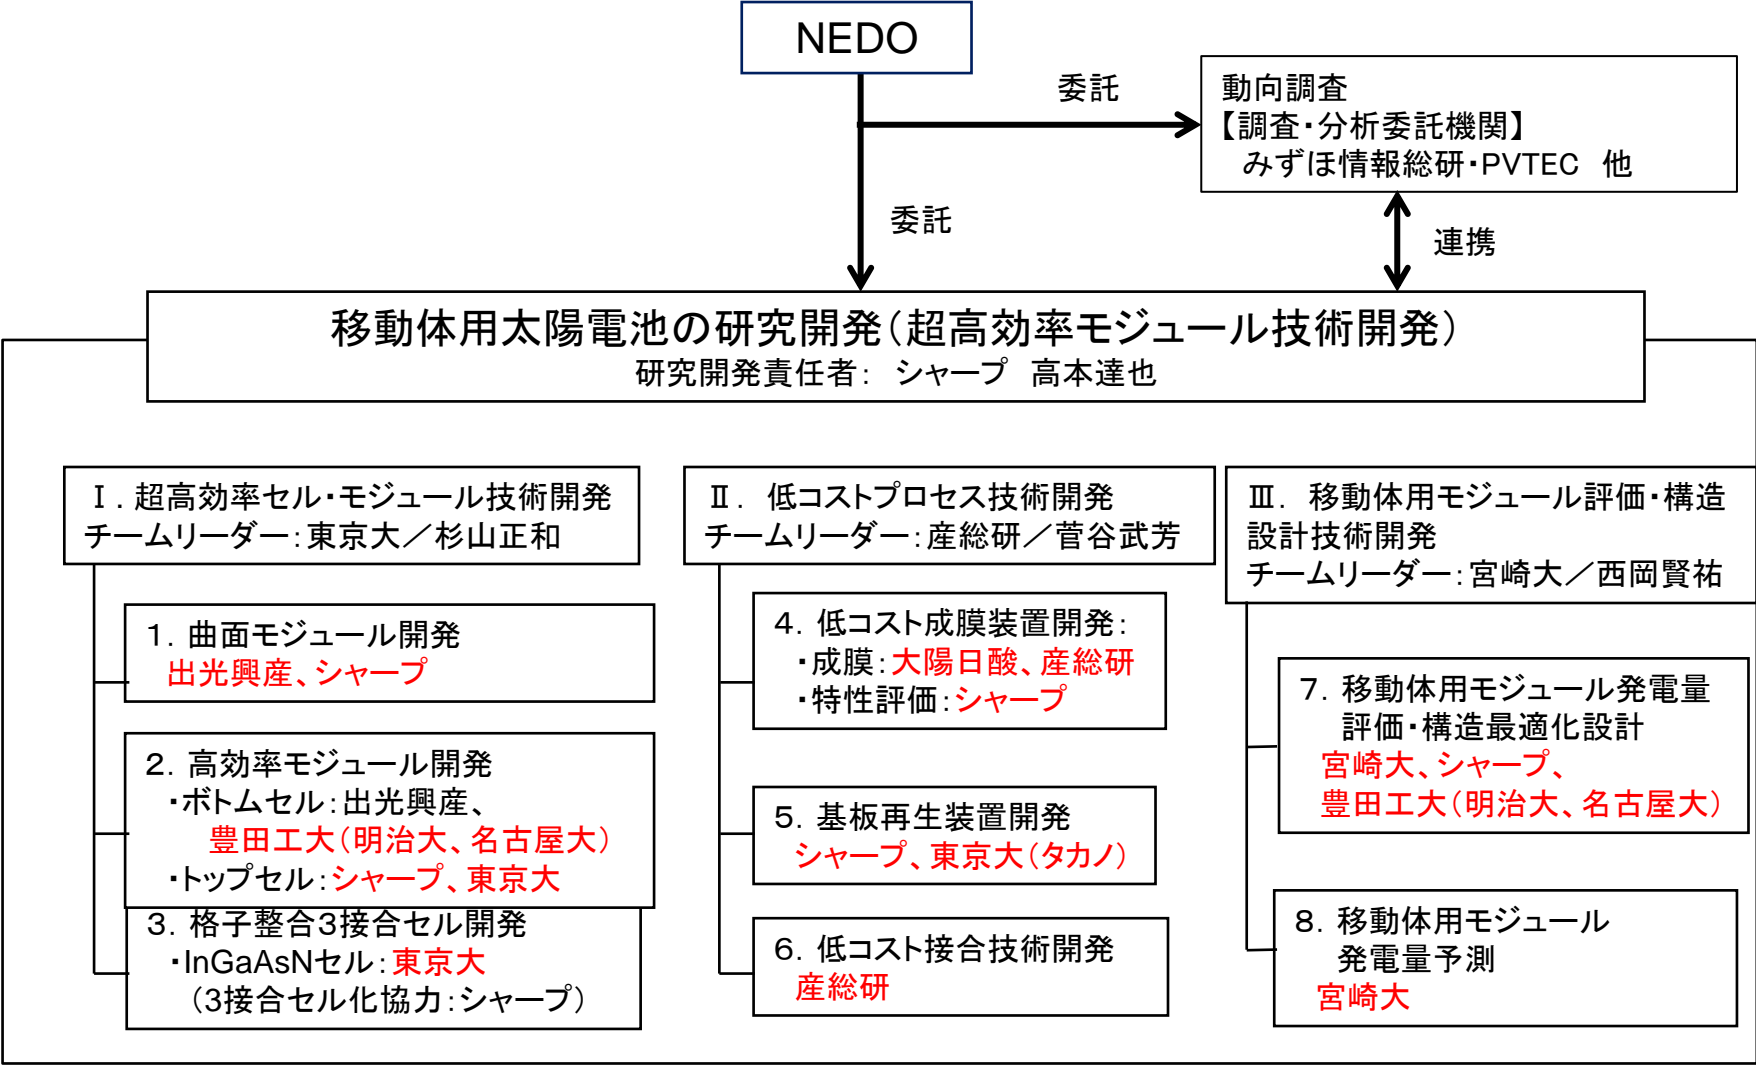 NEDO
委託
動向調査
【調査・分析委託機関】
みずほ情報総研・PVTEC　他
委託
連携
移動体用太陽電池の研究開発（超高効率モジュール技術開発）
研究開発責任者：　シャープ　高本達也
Ⅰ．超高効率セル・モジュール技術開発
チームリーダー：東京大／杉山正和
1．曲面モジュール開発
出光興産、シャープ
2．高効率モジュール開発
・ボトムセル：出光興産、
豊田工大（明治大、名古屋大）
・トップセル：シャープ、東京大
3．格子整合3接合セル開発
・InGaAsNセル：東京大
（3接合セル化協力：シャープ）
Ⅱ．低コストプロセス技術開発
チームリーダー：産総研／菅谷武芳
4．低コスト成膜装置開発：
・成膜：大陽日酸、産総研
・特性評価：シャープ
5．基板再生装置開発
シャープ、東京大（タカノ）
6．低コスト接合技術開発
産総研
Ⅲ．移動体用モジュール評価・構造
設計技術開発
チームリーダー：宮崎大／西岡賢祐
7．移動体用モジュール発電量
評価・構造最適化設計
宮崎大、シャープ、
豊田工大（明治大、名古屋大）
8．移動体用モジュール
発電量予測
宮崎大